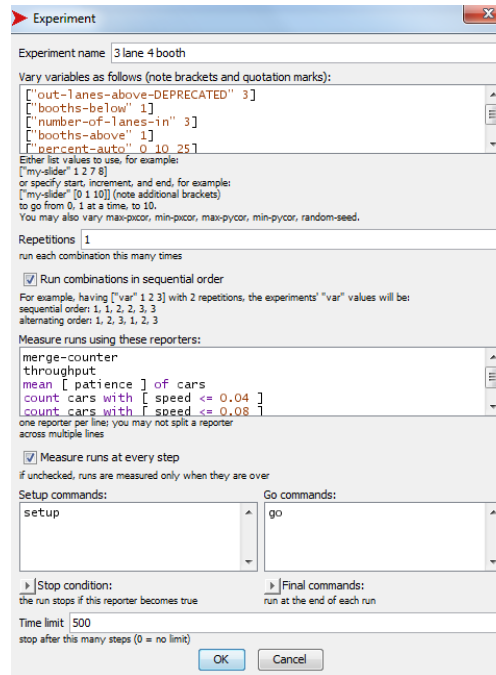 Experiment
Experiment name 3 lane 4 booth
Vary variables as follows (note brackets and quotation marks):
["out-lanes-above-DEPRECATED" 3]
["booths-below" 1]
["number-of-lanes-in" 3]
["booths-above" 1]
["percent-auto" 0 10 25]
Either list values to use, for example:
["my-slider" 1 2 7 8]
or specify start, increment, and end, for example:
["my-slider" [0 1 10]] (note additional brackets)
to go from 0, 1 at a time, to 10.
You may also vary max-pxcor, min-pxcor, max-pycor, min-pycor, random-seed.
Repetitions 1
run each combination this many times
Run combinations in sequential order
For example, having ["var" 1 2 3] with 2 repetitions, the experiments' "var" values will be:
sequential order: 1, 1, 2, 2, 3, 3
alternating order: 1, 2, 3, 1, 2, 3
Measure runs using these reporters:
merge-counter
throughput
mean [ patience ] of cars
count cars with [ speed <= 0.04 ]
count cars with [ speed <= 0.08 ]
one reporter per line; you may not split a reporter
across multiple lines
Measure runs at every step
if unchecked, runs are measured only when they are over
Setup commands: Go commands:
setup go
Stop condition: Final commands:
the run stops if this reporter becomes true run at the end of each run
Time limit 500
stop after this many steps (0 = no limit)
OK Cancel